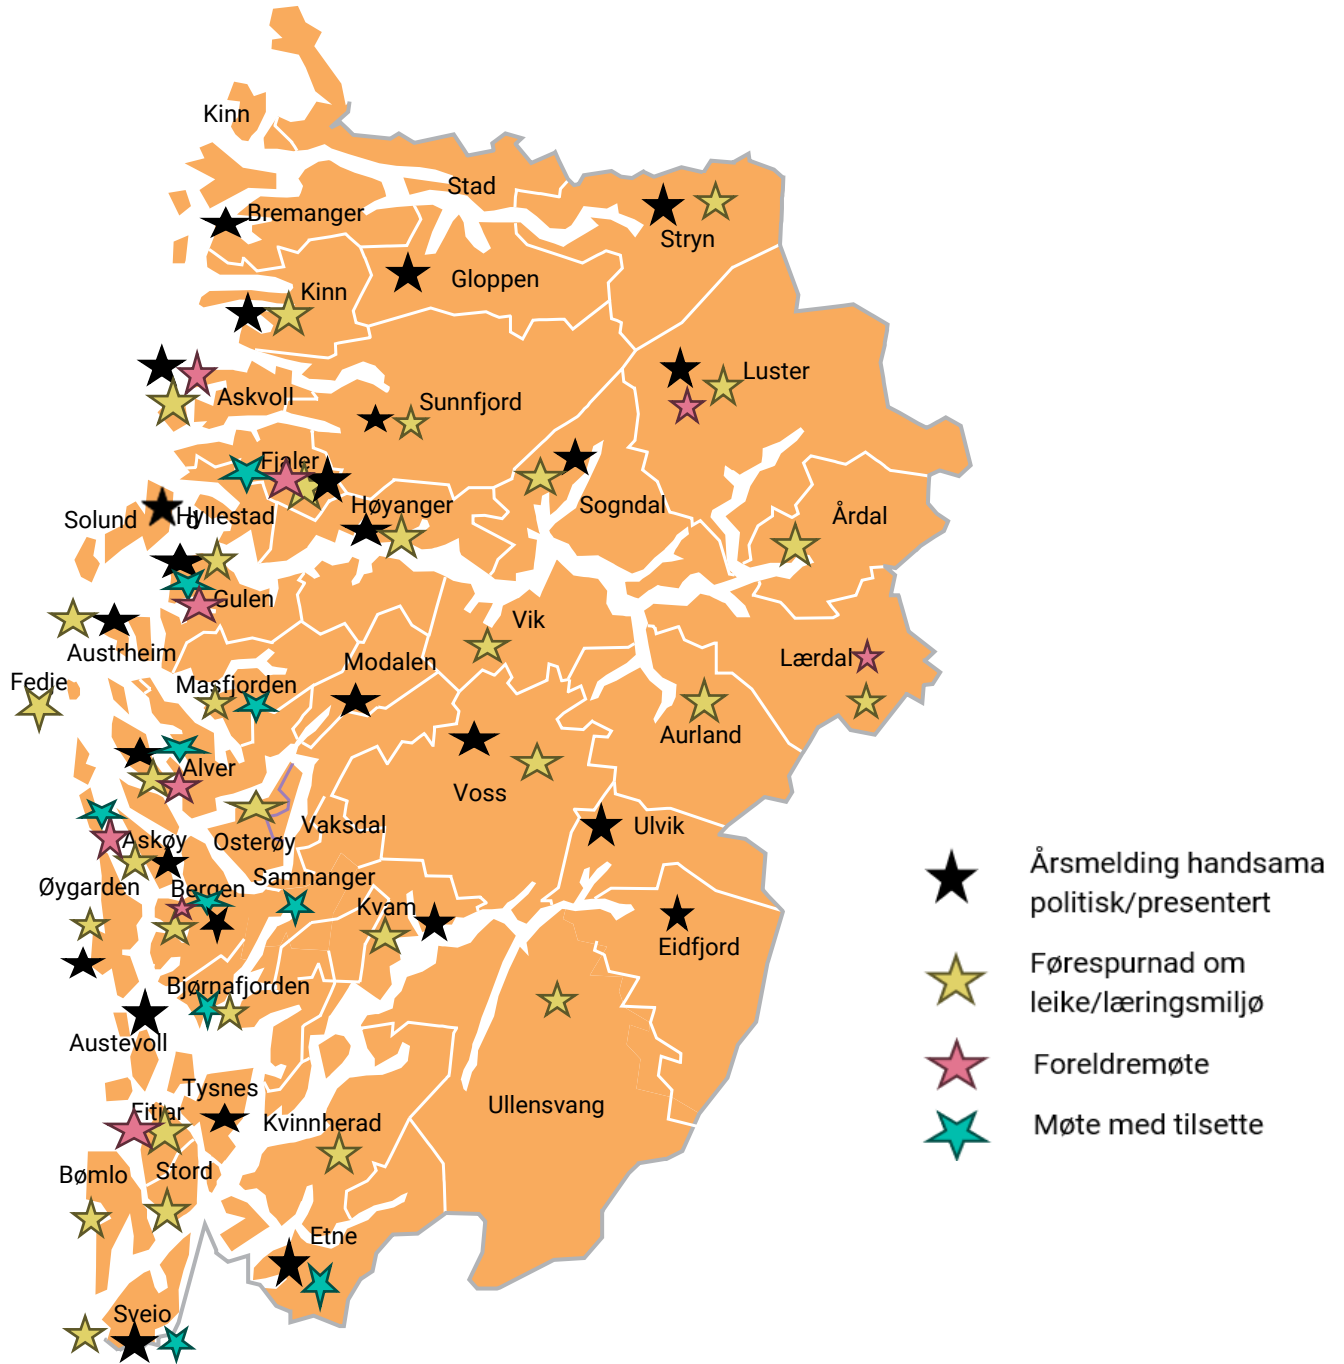 Kinn
Stad
Bremanger
Stryn
Gloppen
Kinn
Luster
Askvoll
Sunnfjord
Fjaler
Høyanger
Sogndal
Årdal
Solund
Hyllestad
Gulen
Vik
Austrheim
Modalen
Lærdal
Fedje
Masfjorden
Aurland
Alver
Voss
Vaksdal
Ulvik
Askøy
Osterøy
Øygarden
Bergen
Samnanger
Kvam
Eidfjord
Bjørnafjorden
Austevoll
Tysnes
Fitjar
Kvinnherad
Ullensvang
Bømlo
Stord
Etne
Sveio
Årsmelding handsama
politisk/presentert
Førespurnad om
leike/læringsmiljø
Foreldremøte
Møte med tilsette